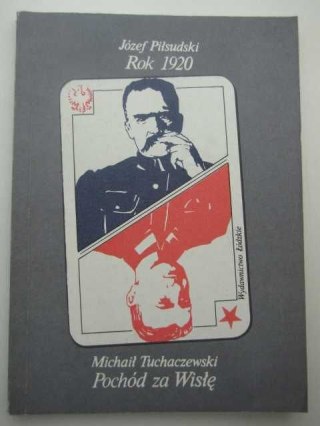 Józef Piłsudski
Rok 1920
Wydawnictwo Łódzkie
Michaił Tuchaczewski
Pochód za Wisłę